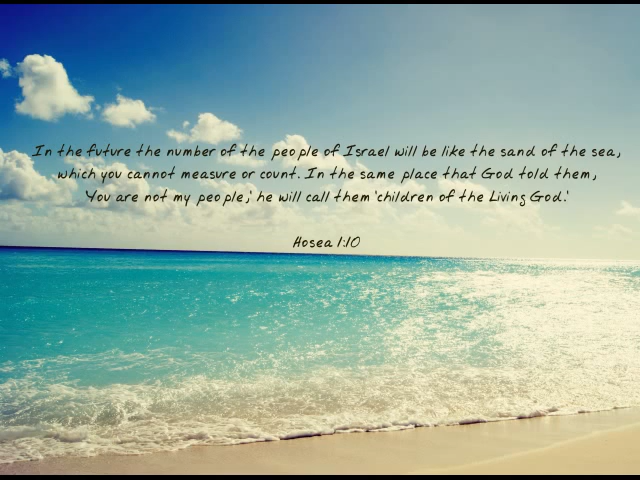 In the future the number of the people of Israel will be like the sand of the sea,
which you cannot measure or count. In the same place that God told them,
'You are not my people,' he will call them 'children of the Living God.'
Hosea 1:10